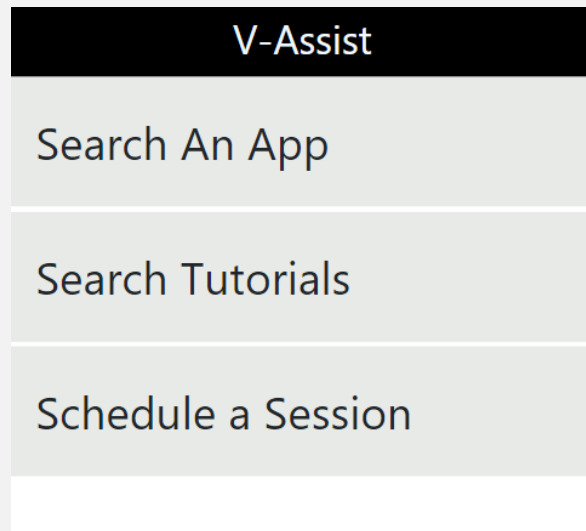 V-Assist
Search An App
Search Tutorials
Schedule a Session